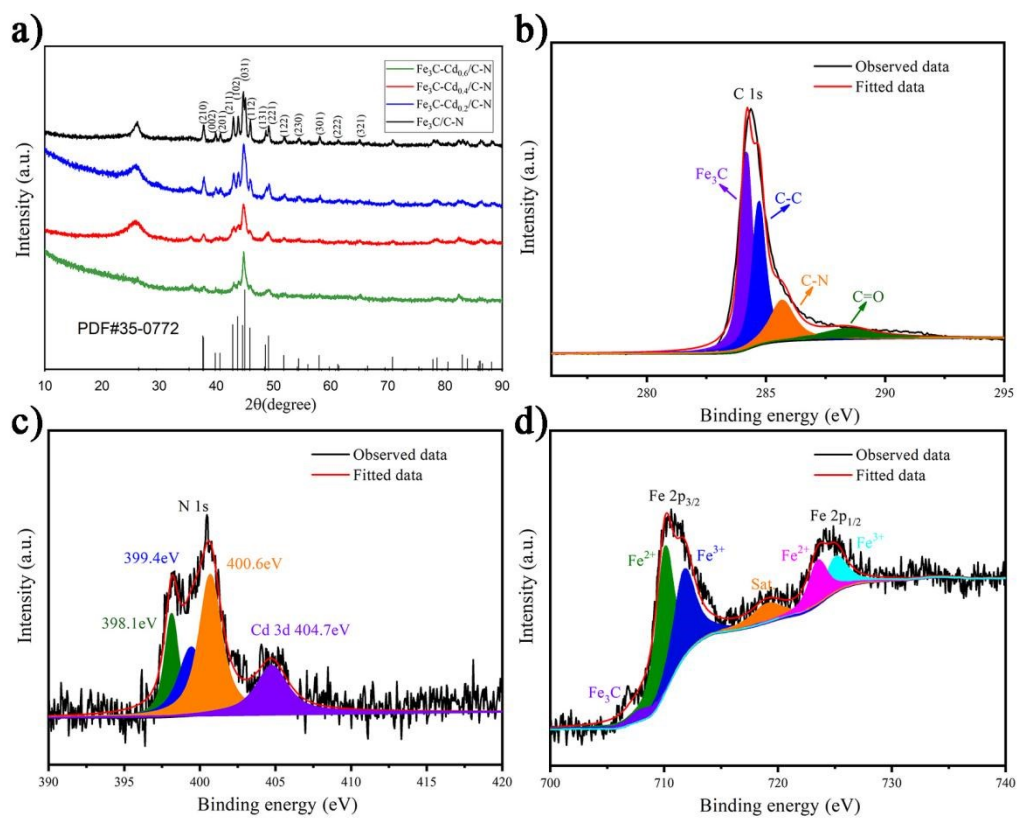 a)
Intensity (a.u.)
Fe₃C-Cd₀.₆/C-N
Fe₃C-Cd₀.₄/C-N
Fe₃C-Cd₀.₂/C-N
Fe₃C/C-N
(210)
(002)
(201)
(102)
(031)
(112)
(131)
(221)
(122)
(230)
(301)
(222)
(321)
PDF#35-0772
10 20 30 40 50 60 70 80 90
2θ(degree)
b)
Intensity (a.u.)
Observed data
Fitted data
C 1s
Fe₃C
C-C
C-N
C=O
280 285 290 295
Binding energy (eV)
c)
Intensity (a.u.)
Observed data
Fitted data
N 1s
399.4eV
400.6eV
398.1eV
Cd 3d 404.7eV
390 395 400 405 410 415 420
Binding energy (eV)
d)
Intensity (a.u.)
Observed data
Fitted data
Fe 2p₃/₂
Fe 2p₁/₂
Fe²⁺
Fe³⁺
Sat
Fe²⁺
Fe³⁺
Fe₃C
700 710 720 730 740
Binding energy (eV)